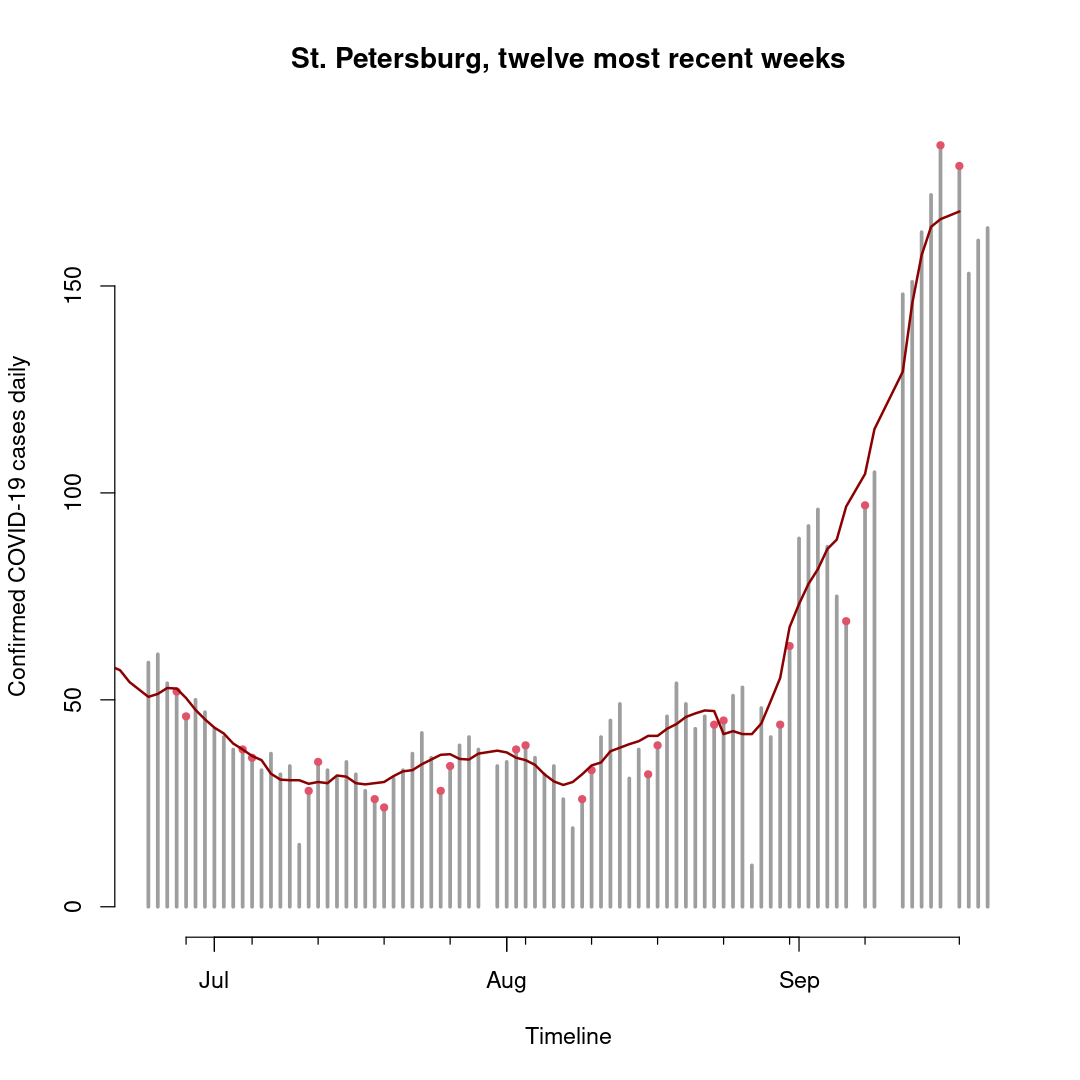 St. Petersburg, twelve most recent weeks
Confirmed COVID-19 cases daily
150
100
50
0
Jul Aug Sep
Timeline